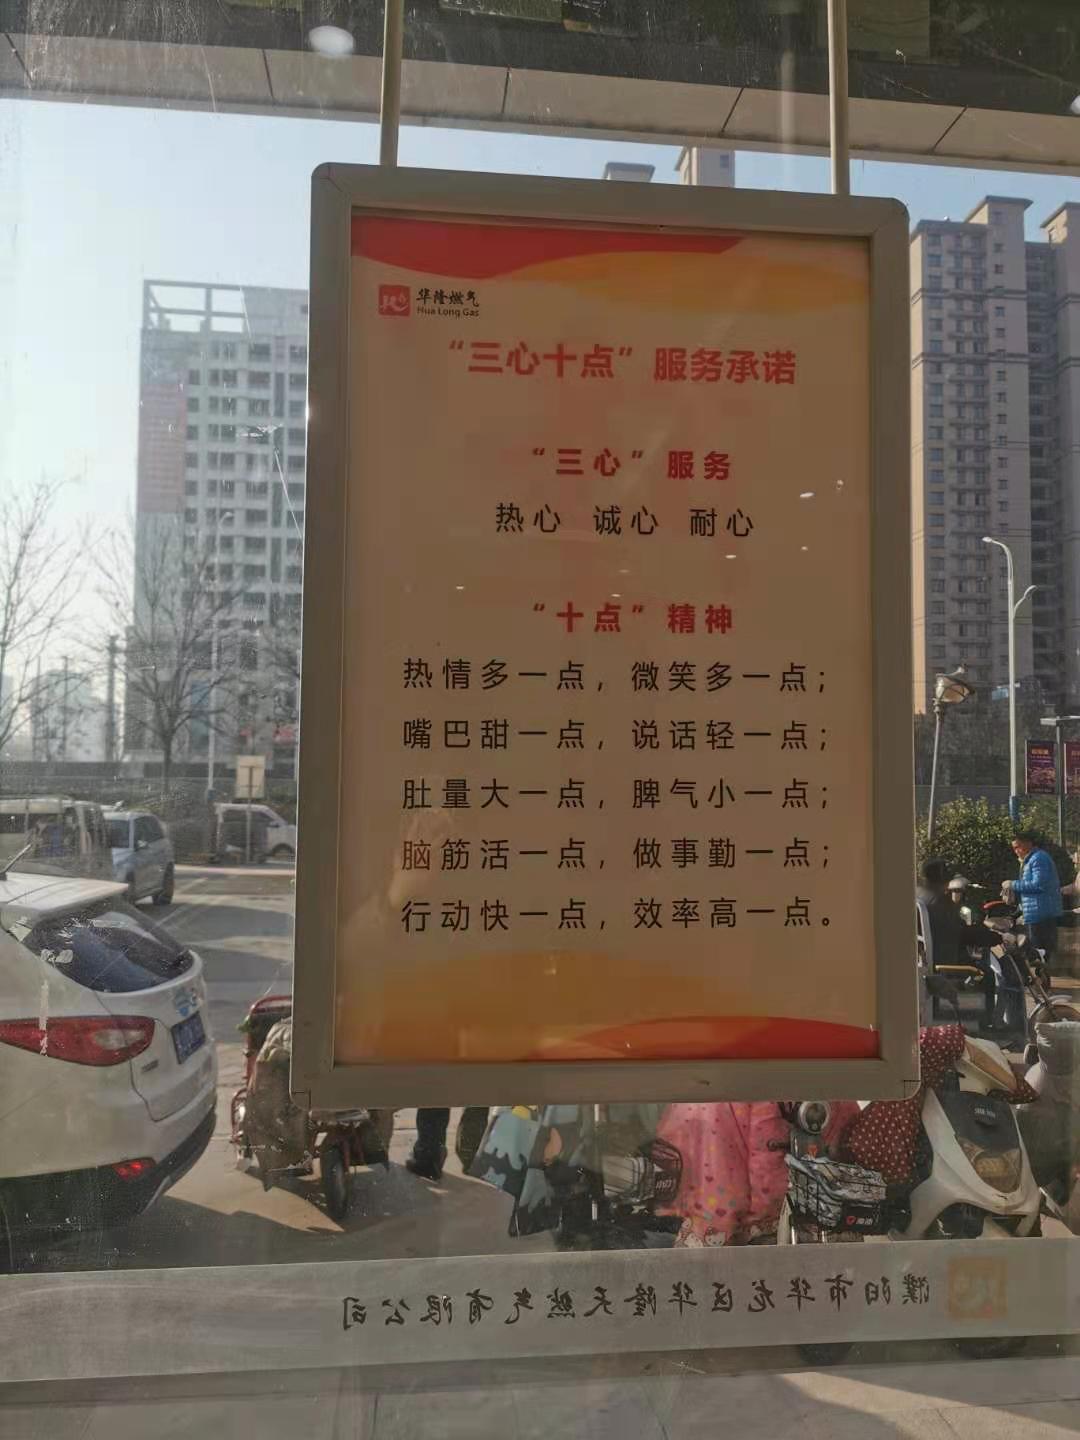 华隆燃气
Hua Long Gas
“三心十点”服务承诺
“三心”服务
热心 诚心 耐心
“十点”精神
热情多一点，微笑多一点；
嘴巴甜一点，说话轻一点；
肚量大一点，脾气小一点；
脑筋活一点，做事勤一点；
行动快一点，效率高一点。
濮阳市华龙区华隆天然气有限公司